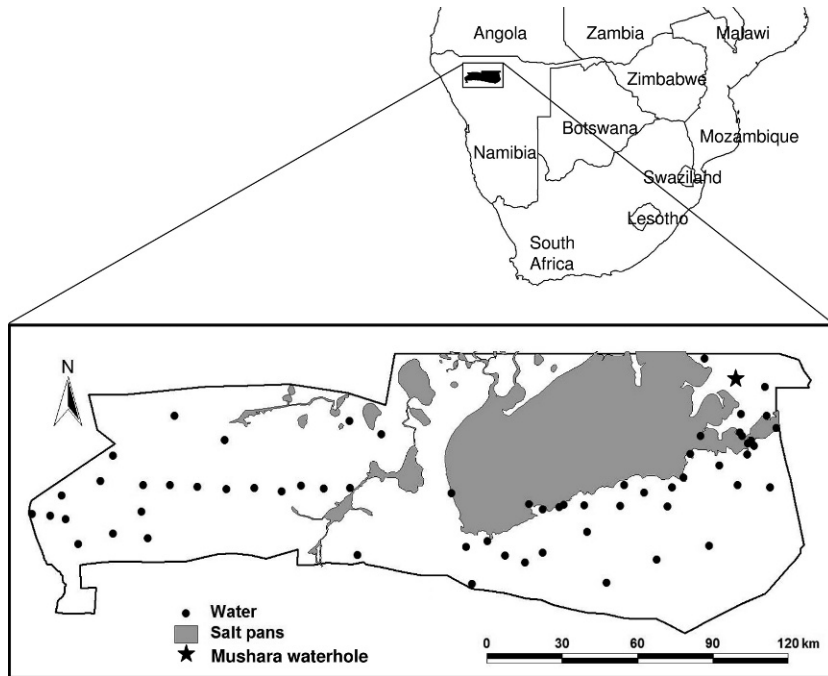 Angola
Zambia
Malawi
Zimbabwe
Botswana
Mozambique
Namibia
Swazilahd
Lesotho
South
Africa
N
Water
Salt pans
Mushara waterhole
0 30 60 90 120 km